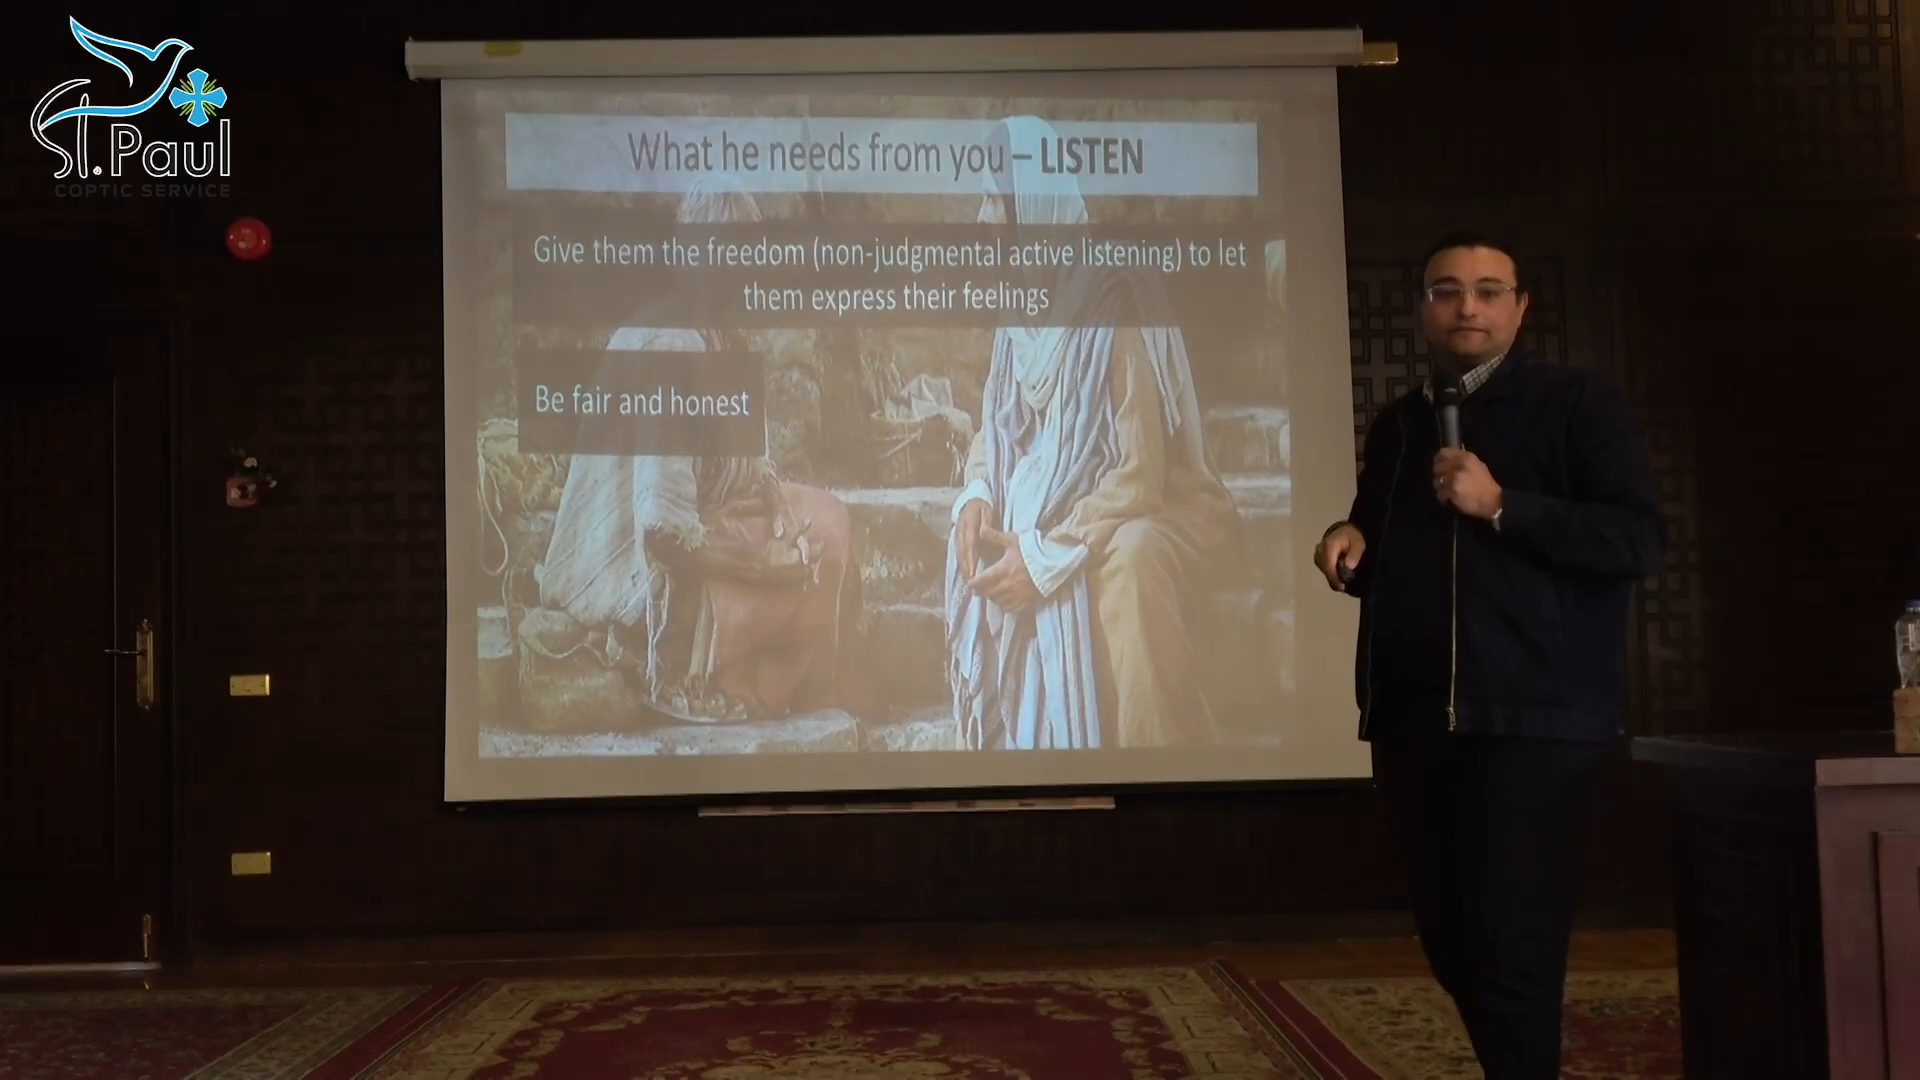 St.Paul
COPTIC SERVICE
What he needs from you – LISTEN
Give them the freedom (non-judgmental active listening) to let
them express their feelings
Be fair and honest